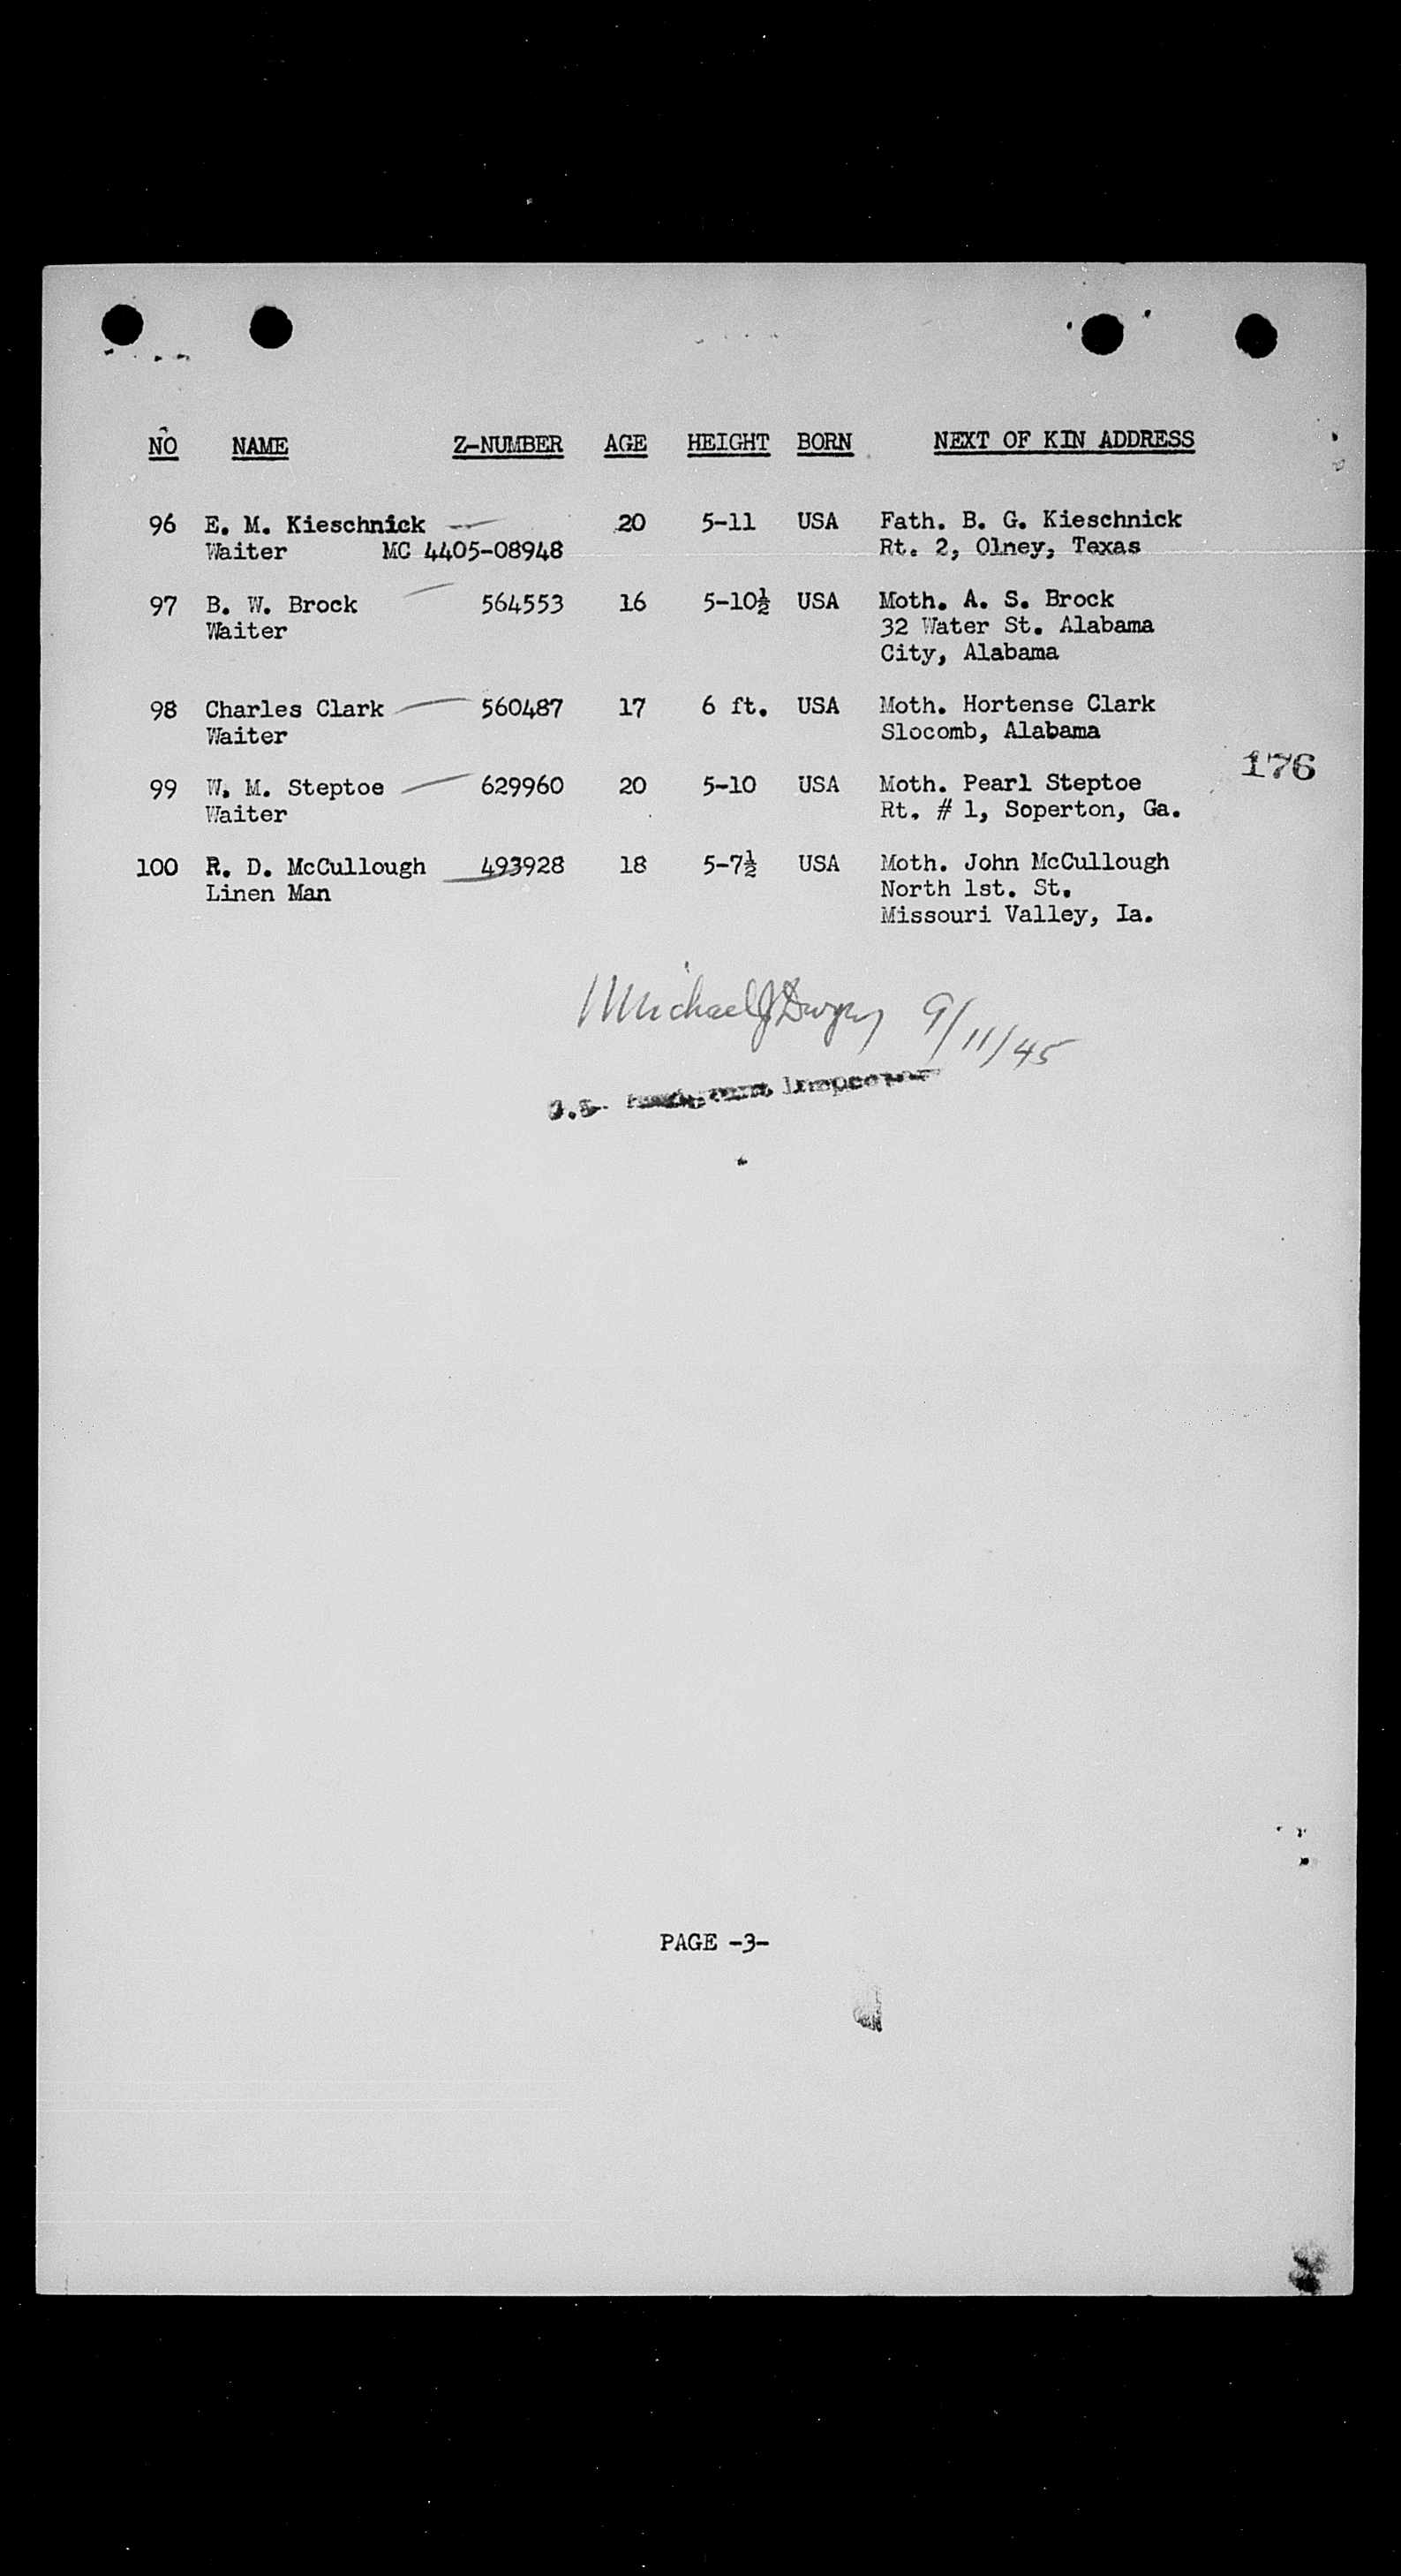 NO NAME Z-NUMBER AGE HEIGHT BORN NEXT OF KIN ADDRESS
96 E. M. Kieschnick 20 5-11 USA Fath. B. G. Kieschnick
Waiter MC 4405-08948 Rt. 2, Olney, Texas
97 B. W. Brock 564553 16 5-10½ USA Moth. A. S. Brock
Waiter 32 Water St. Alabama
City, Alabama
98 Charles Clark 560487 17 6 ft. USA Moth. Hortense Clark
Waiter Slocomb, Alabama
176
99 W. M. Steptoe 629960 20 5-10 USA Moth. Pearl Steptoe
Waiter Rt. # 1, Soperton, Ga.
100 R. D. McCullough 493928 18 5-7½ USA Moth. John McCullough
Linen Man North 1st. St.
Missouri Valley, Ia.
Michael J 9/11/45
Inspector
PAGE -3-